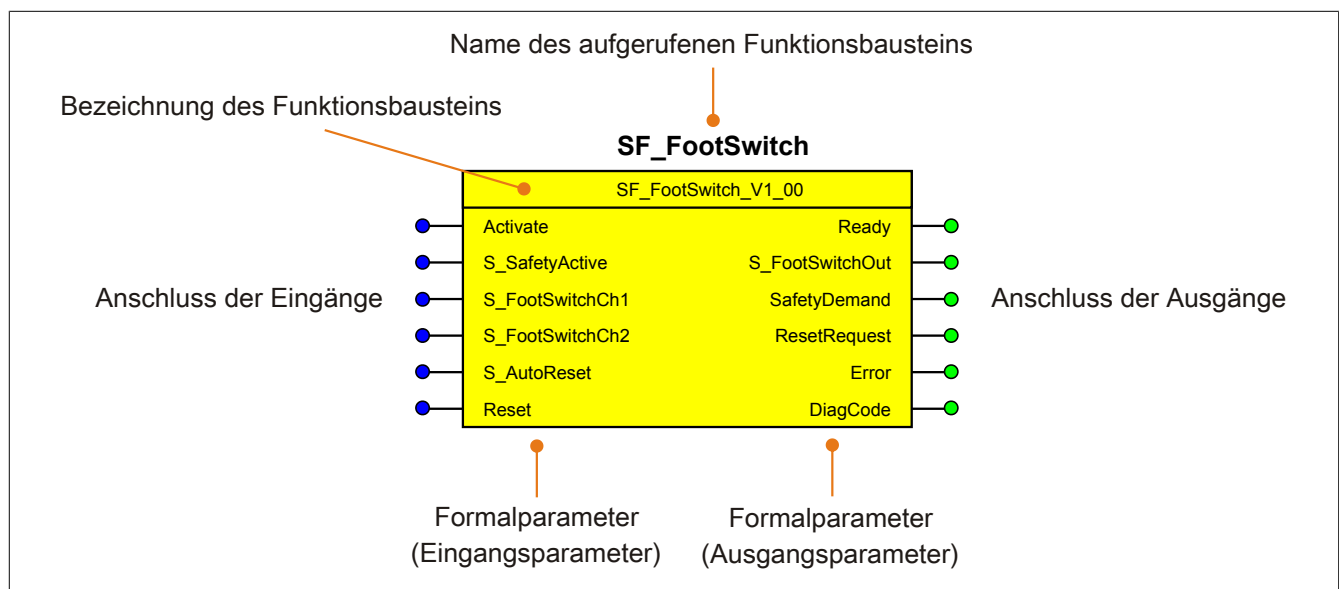 Name des aufgerufenen Funktionsbausteins
Bezeichnung des Funktionsbausteins
SF_FootSwitch
SF_FootSwitch_V1_00
Activate Ready
S_SafetyActive S_FootSwitchOut
Anschluss der Eingänge S_FootSwitchCh1 SafetyDemand Anschluss der Ausgänge
S_FootSwitchCh2 ResetRequest
S_AutoReset Error
Reset DiagCode
Formalparameter Formalparameter
(Eingangsparameter) (Ausgangsparameter)